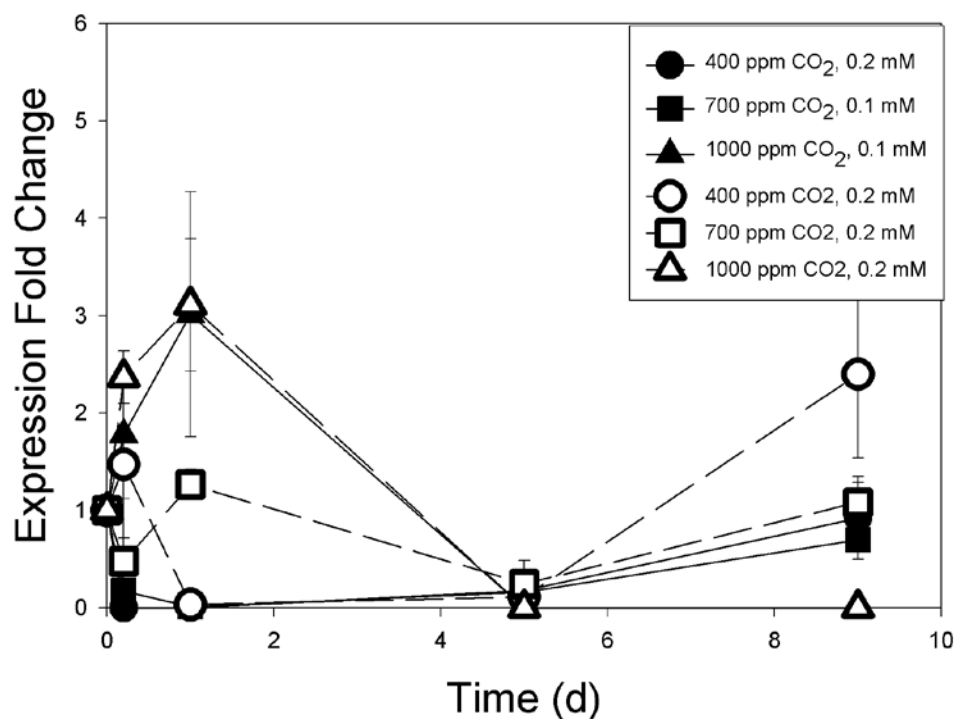 6
5
4
3
2
1
0
Expression Fold Change
400 ppm CO2, 0.2 mM
700 ppm CO2, 0.1 mM
1000 ppm CO2, 0.1 mM
400 ppm CO2, 0.2 mM
700 ppm CO2, 0.2 mM
1000 ppm CO2, 0.2 mM
0 2 4 6 8 10
Time (d)